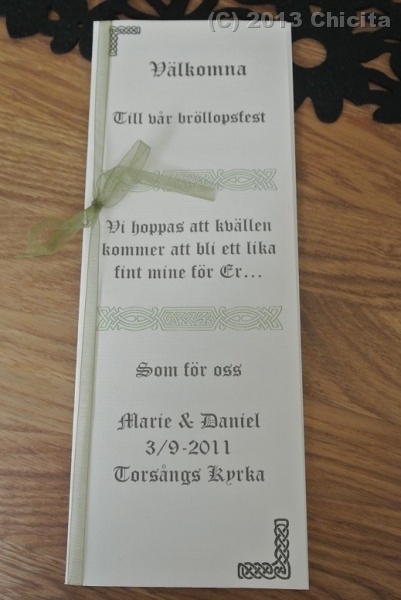 (C) 2013 Chicita
Välkomna
Till vår bröllopsfest
Vi hoppas att kvällen
kommer att bli ett lika
fint mine för Er...
Som för oss
Marie & Daniel
3/9-2011
Torsångs Kyrka